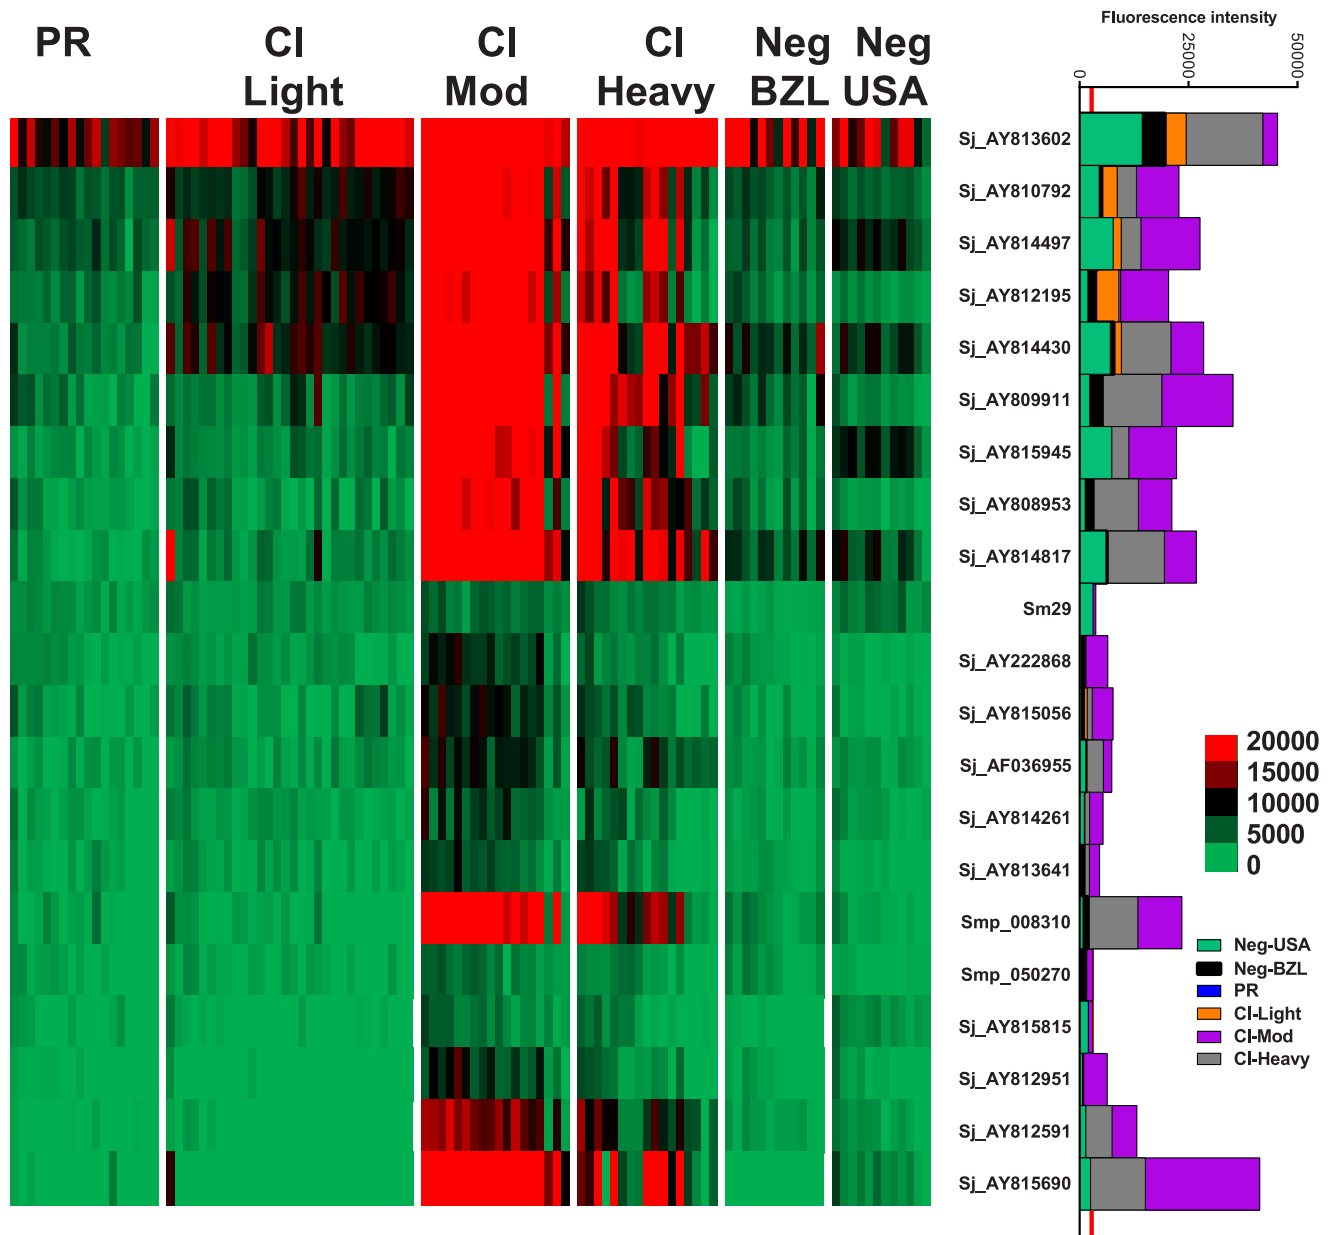 Fluorescence intensity
0
25000
50000
PR
CI
Light
CI
Mod
CI
Heavy
Neg
BZL
Neg
USA
Sj_AY813602
Sj_AY810792
Sj_AY814497
Sj_AY812195
Sj_AY814430
Sj_AY809911
Sj_AY815945
Sj_AY808953
Sj_AY814817
Sm29
Sj_AY222868
Sj_AY815056
Sj_AF036955
Sj_AY814261
Sj_AY813641
Smp_008310
Smp_050270
Sj_AY815815
Sj_AY812951
Sj_AY812591
Sj_AY815690
20000
15000
10000
5000
0
Neg-USA
Neg-BZL
PR
CI-Light
CI-Mod
CI-Heavy